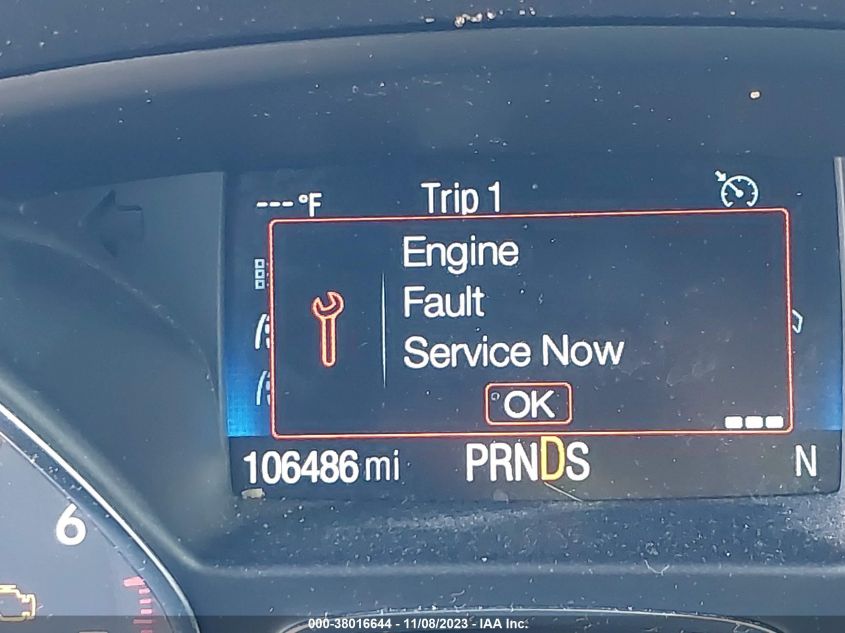 ---°F Trip 1
Engine
Fault
Service Now
OK
106486 mi PRNDS N
6
000-38016644 - 11/08/2023 - IAA Inc.